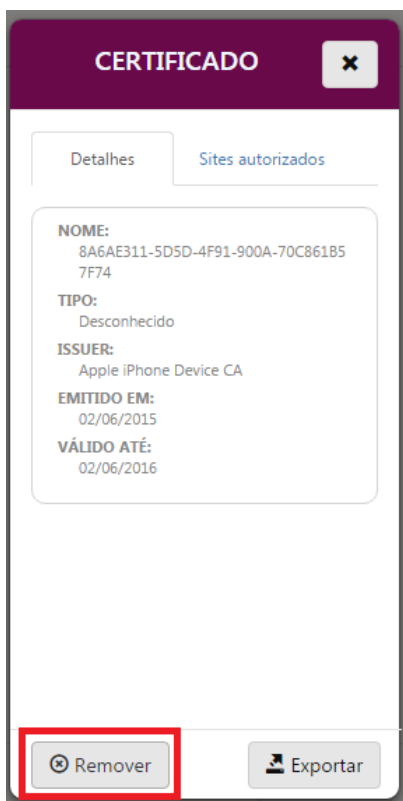 CERTIFICADO
Detalhes
Sites autorizados
NOME:
8A6AE311-5D5D-4F91-900A-70C861B5
7F74
TIPO:
Desconhecido
ISSUER:
Apple iPhone Device CA
EMITIDO EM:
02/06/2015
VÁLIDO ATÉ:
02/06/2016
Remover
Exportar